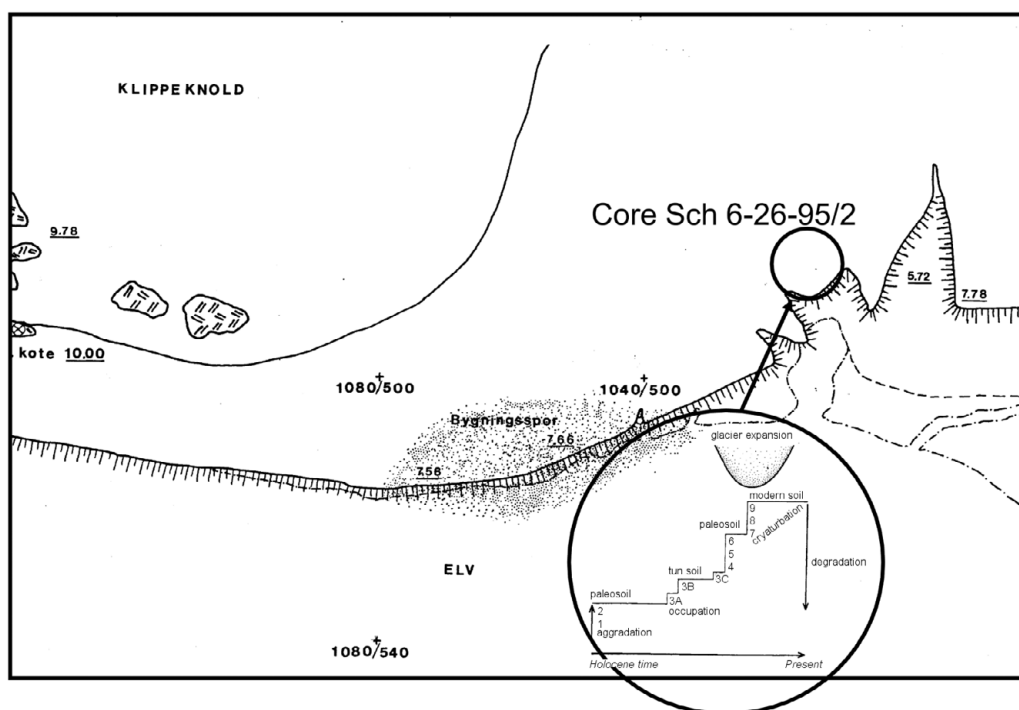 KLIPPEKNOLD
Core Sch 6-26-95/2
9.78
5.72
7.78
. kote 10.00
1080/500
1040/500
Bygningsspor
A
7.66
7.56
glacier expansion
modern soil
9
8
7
cryaturbation
paleosoil
6
5
4
degradation
ELV
tun soil
3C
3B
paleosoil
3A
occupation
2
1
aggradation
1080/540
Holocene time
Present